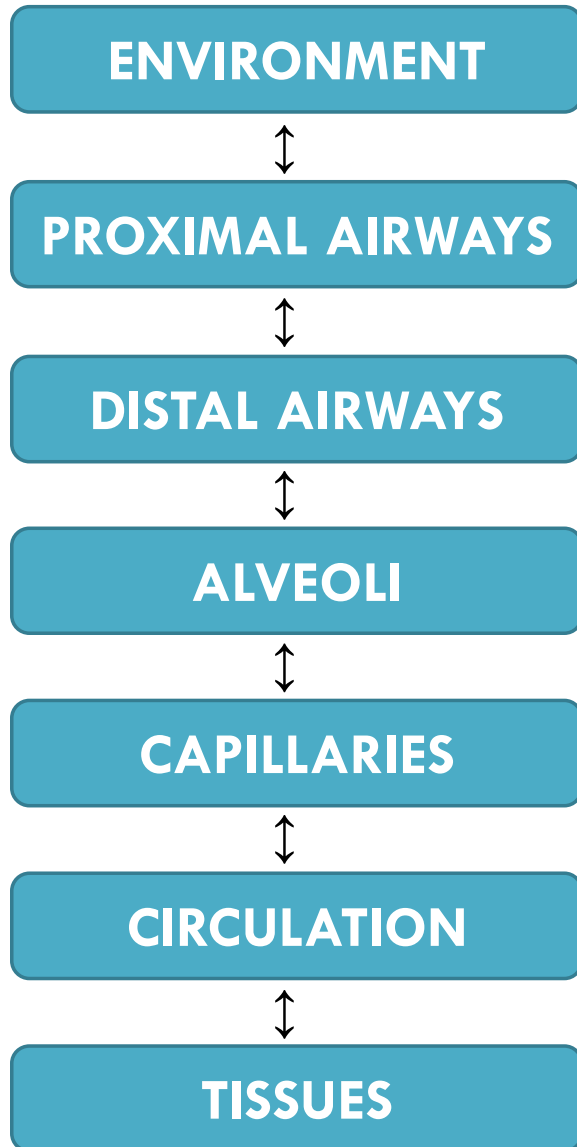 ENVIRONMENT
PROXIMAL AIRWAYS
DISTAL AIRWAYS
ALVEOLI
CAPILLARIES
CIRCULATION
TISSUES